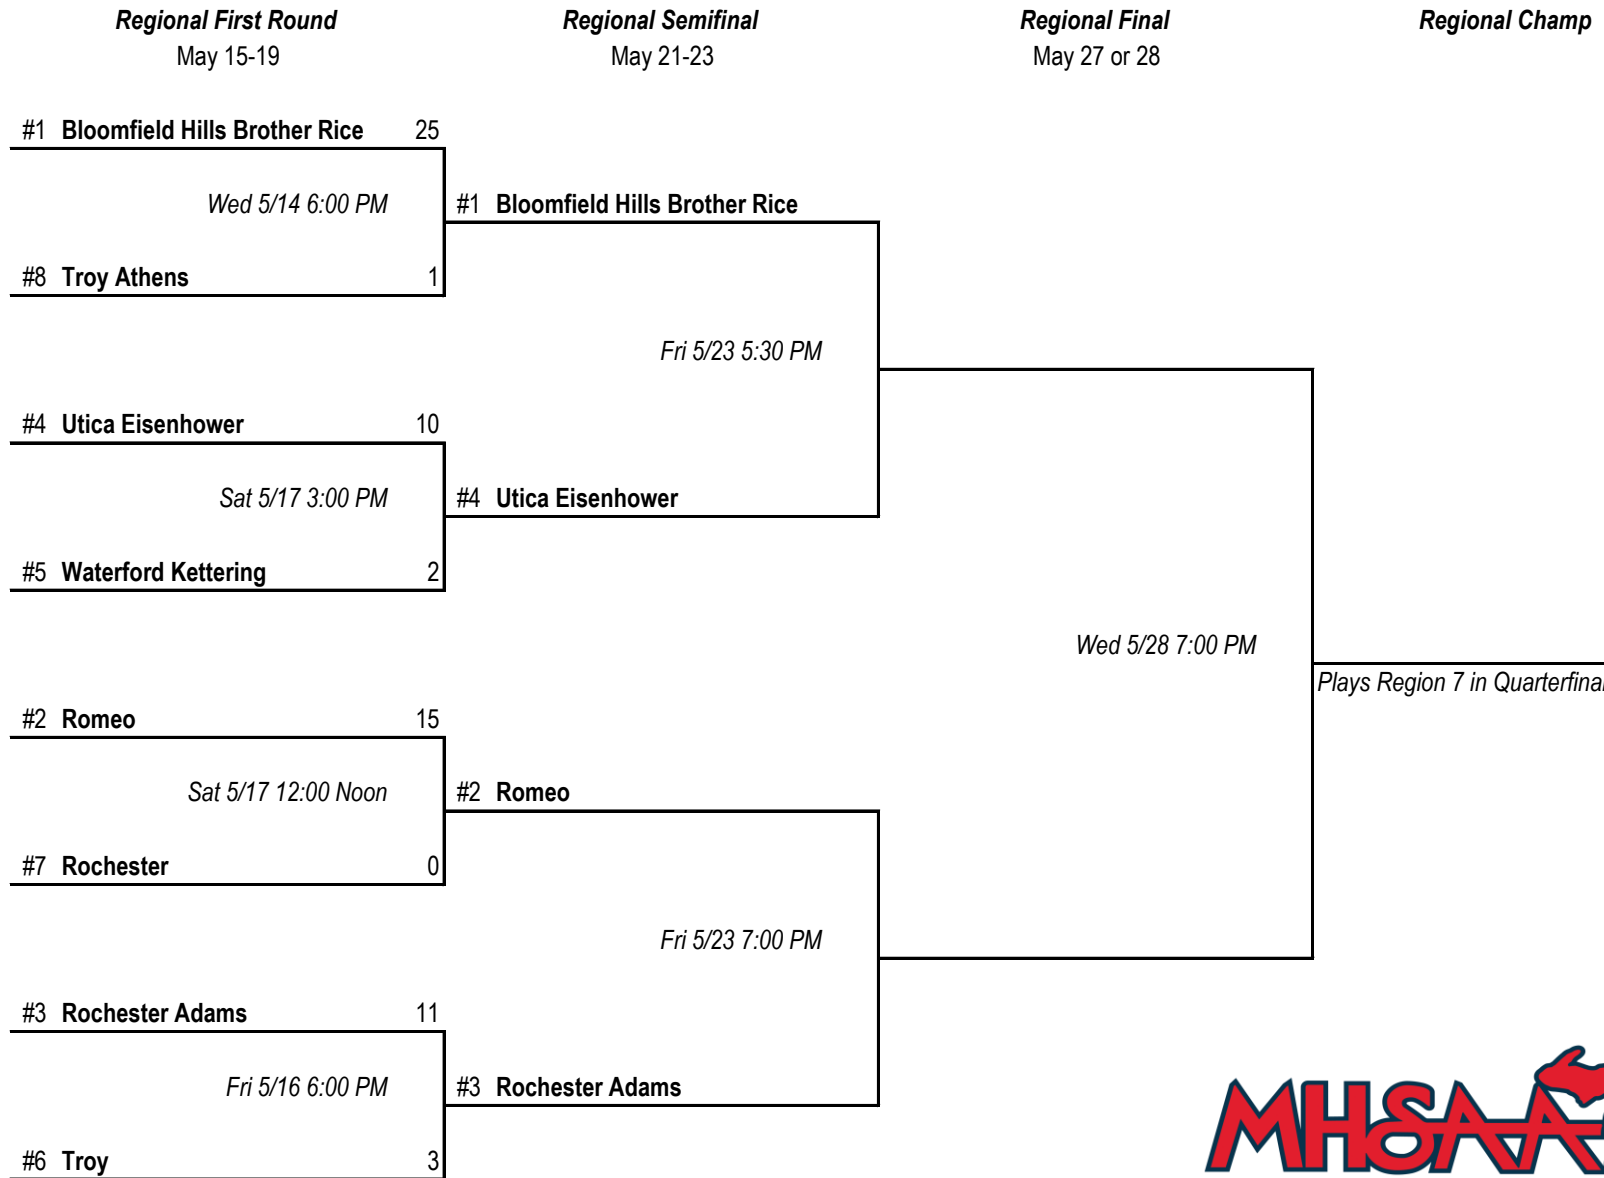 Regional First Round Regional Semifinal Regional Final Regional Champ
May 15-19 May 21-23 May 27 or 28
#1 Bloomfield Hills Brother Rice 25
Wed 5/14 6:00 PM #1 Bloomfield Hills Brother Rice
#8 Troy Athens 1
Fri 5/23 5:30 PM
#4 Utica Eisenhower 10
Sat 5/17 3:00 PM #4 Utica Eisenhower
#5 Waterford Kettering 2
Wed 5/28 7:00 PM
Plays Region 7 in Quarterfinal
#2 Romeo 15
Sat 5/17 12:00 Noon #2 Romeo
#7 Rochester 0
Fri 5/23 7:00 PM
#3 Rochester Adams 11
Fri 5/16 6:00 PM #3 Rochester Adams
MHSAA
#6 Troy 3